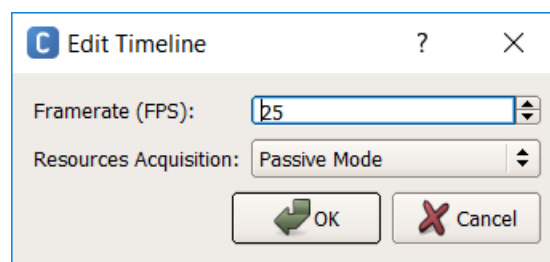 C Edit Timeline ?
Framerate (FPS): 25
Resources Acquisition: Passive Mode
OK Cancel